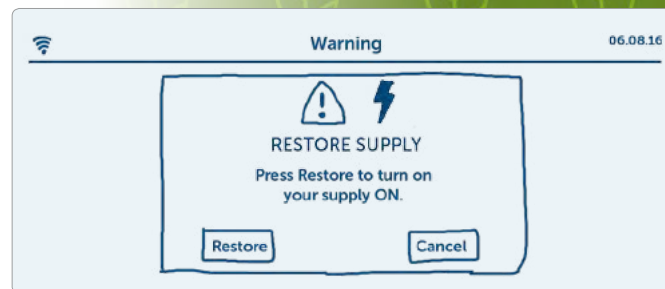 Warning
06.08.16
RESTORE SUPPLY
Press Restore to turn on
your supply ON.
Restore
Cancel